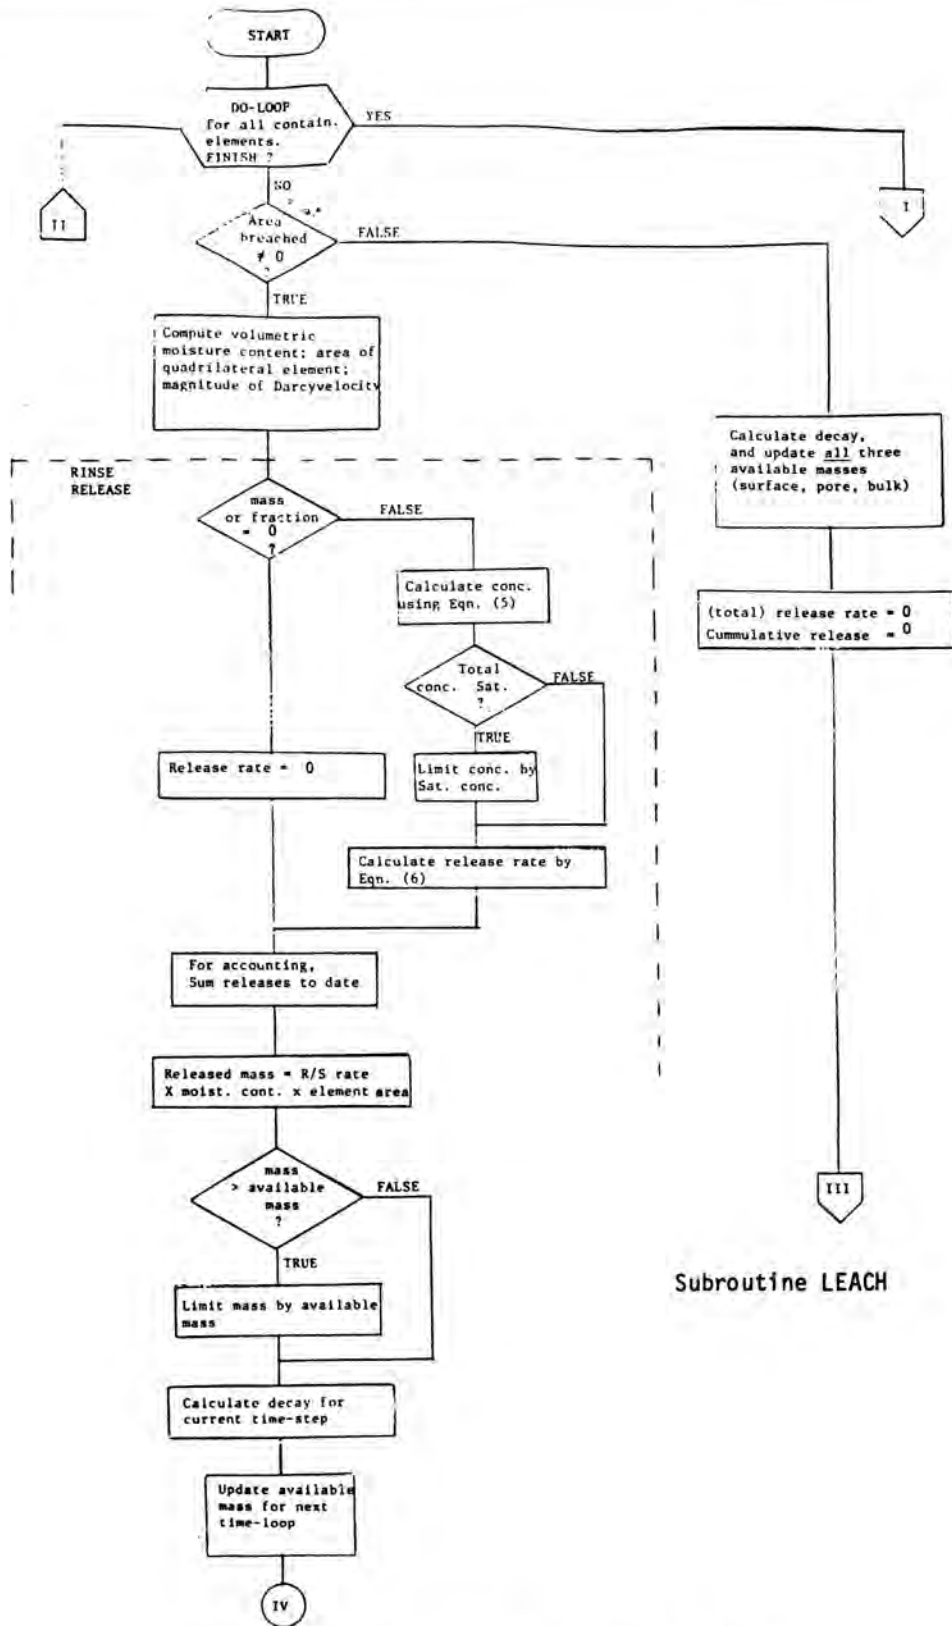 START
DO-LOOP
for all contain.
elements.
FINISH ?
YES
II
I
NO
Area
breached
≠ 0
?
FALSE
TRUE
Compute volumetric
moisture content; area of
quadrilateral element;
magnitude of Darcyvelocity
Calculate decay,
and update all three
available masses
(surface, pore, bulk)
RINSE
RELEASE
mass
or fraction
= 0
?
FALSE
Calculate conc.
using Eqn. (5)
(total) release rate = 0
Cummulative release = 0
Total
conc. Sat.
?
FALSE
TRUE
Release rate = 0
Limit conc. by
Sat. conc.
Calculate release rate by
Eqn. (6)
For accounting,
Sum releases to date
Released mass = R/S rate
X moist. cont. x element area
mass
> available
mass
?
FALSE
III
TRUE
Subroutine LEACH
Limit mass by available
mass
Calculate decay for
current time-step
Update available
mass for next
time-loop
IV